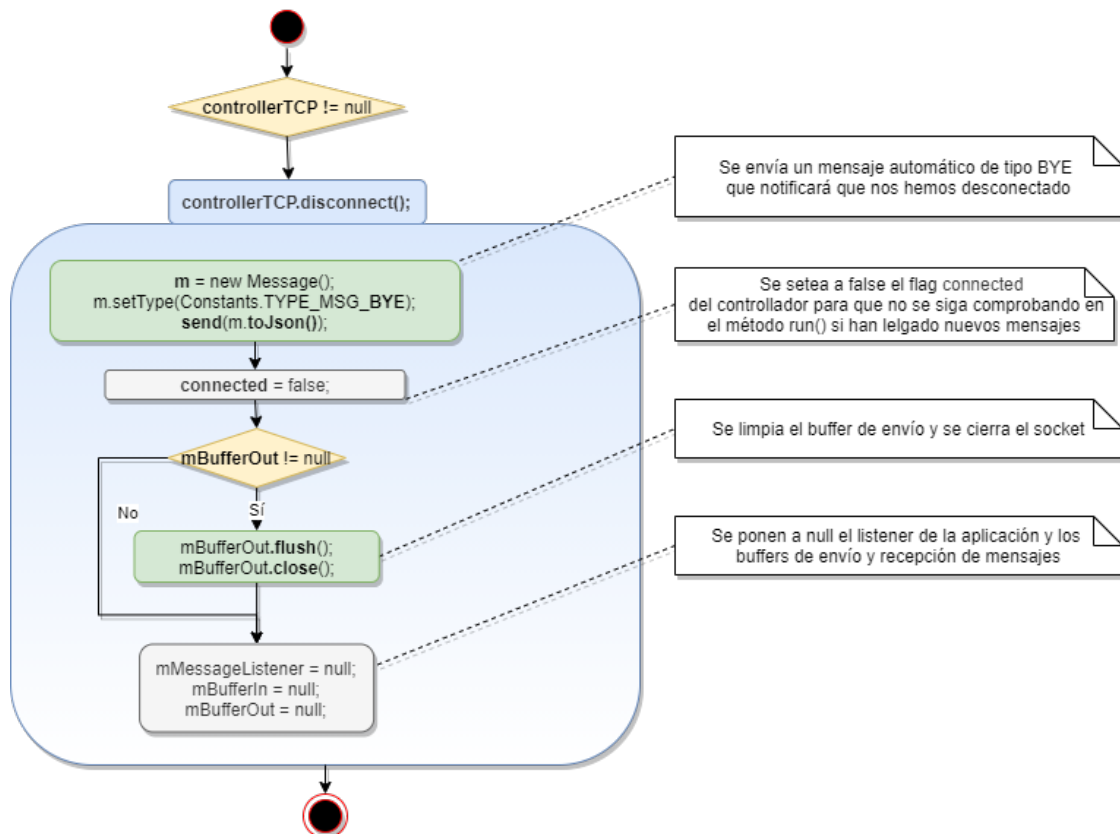 controllerTCP != null
controllerTCP.disconnect();
m = new Message();
m.setType(Constants.TYPE_MSG_BYE);
send(m.toJson());
connected = false;
mBufferOut != null
No
Sí
mBufferOut.flush();
mBufferOut.close();
mMessageListener = null;
mBufferIn = null;
mBufferOut = null;
Se envía un mensaje automático de tipo BYE
que notificará que nos hemos desconectado
Se setea a false el flag connected
del controlador para que no se siga comprobando en
el método run() si han lelgado nuevos mensajes
Se limpia el buffer de envío y se cierra el socket
Se ponen a null el listener de la aplicación y los
buffers de envío y recepción de mensajes